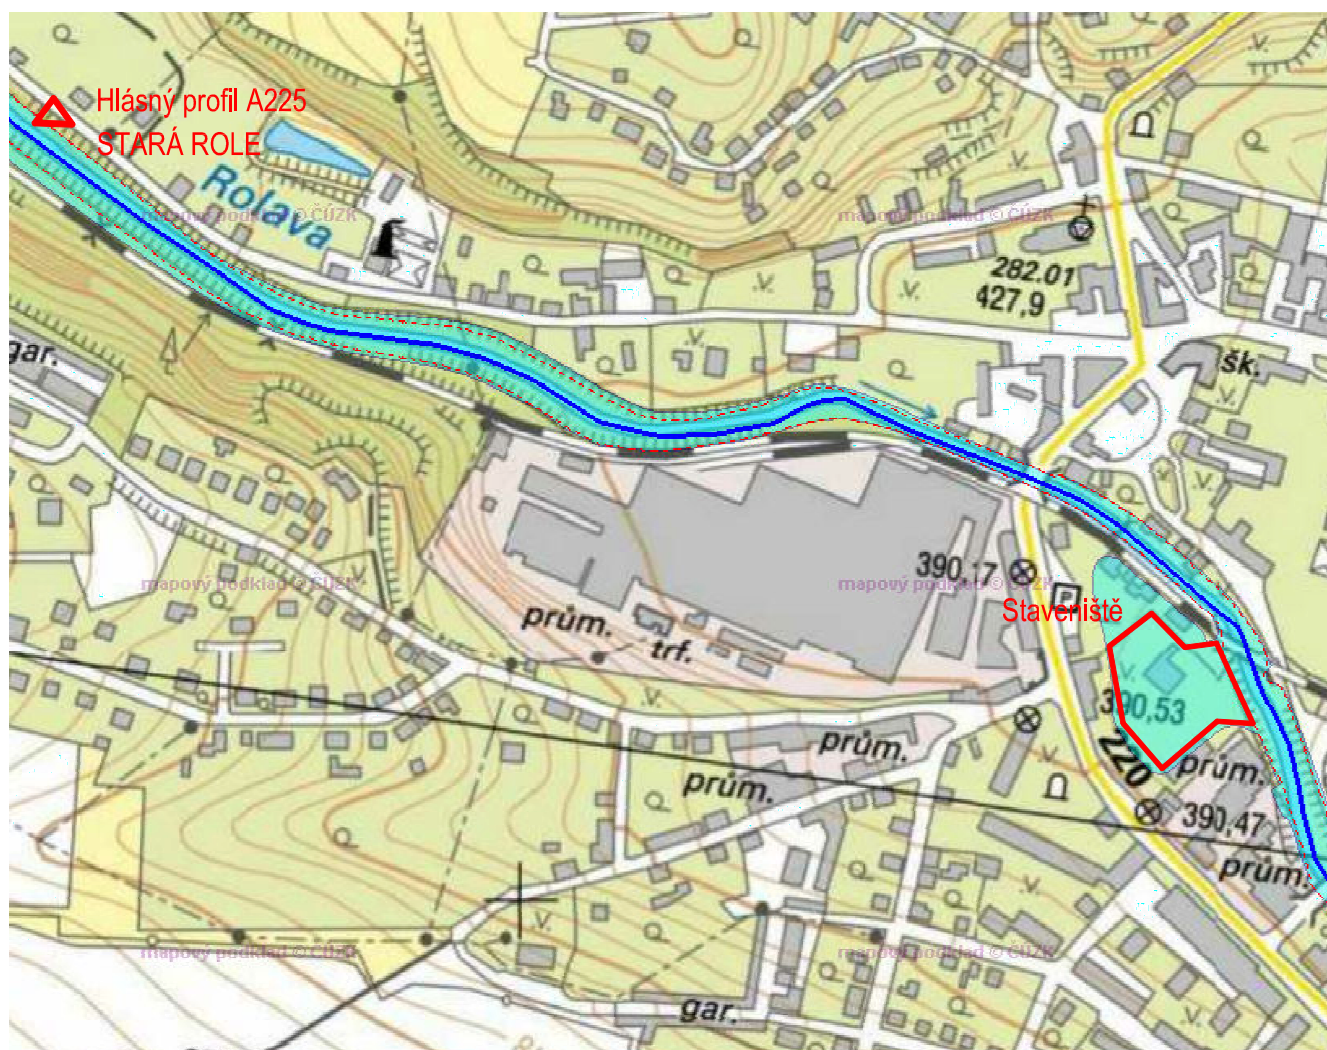 Hlásný profil A225
STARÁ ROLE
Rolava
mapový podklad © ČÚZK
mapový podklad © ČÚZK
282.01
427,9
gar.
šk.
390,17
mapový podklad © ČÚZK
mapový podklad © ČÚZK
P
Staveniště
prům.
trf.
390,53
220
prům.
prům.
prům.
390,47
prům.
mapový podklad © ČÚZK
mapový podklad © ČÚZK
gar.